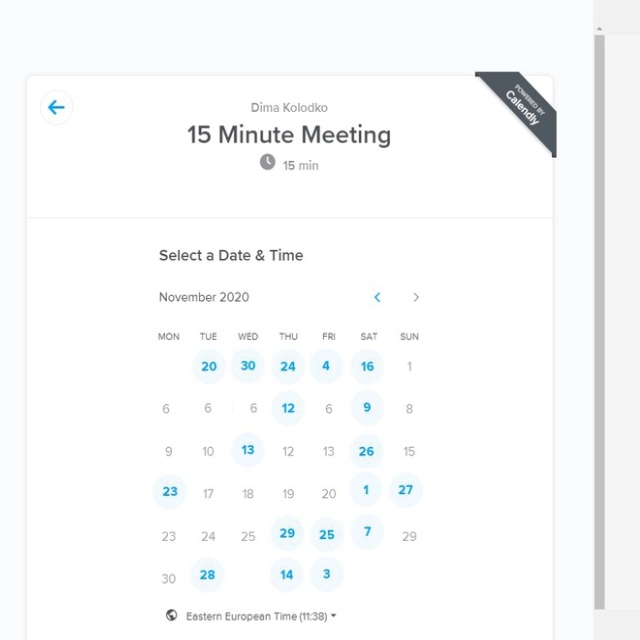 POWERED BY
Calendly
Dima Kolodko
15 Minute Meeting
15 min
Select a Date & Time
November 2020
MON TUE WED THU FRI SAT SUN
20 30 24 4 16 1
6 6 6 12 6 9 8
9 10 13 12 13 26 15
23 17 18 19 20 1 27
23 24 25 29 25 7 29
30 28 14 3
Eastern European Time (11:38)